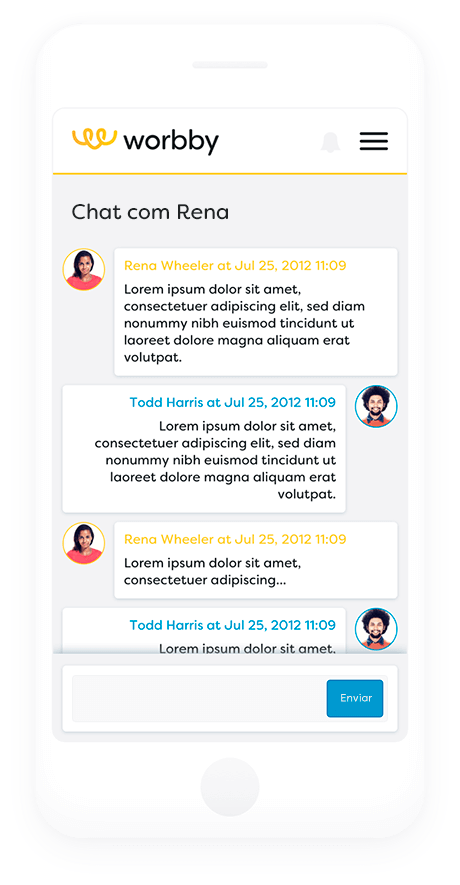 worbby
Chat com Rena
Rena Wheeler at Jul 25, 2012 11:09
Lorem ipsum dolor sit amet,
consectetuer adipiscing elit, sed diam
nonummy nibh euismod tincidunt ut
laoreet dolore magna aliquam erat
volutpat.
Todd Harris at Jul 25, 2012 11:09
Lorem ipsum dolor sit amet,
consectetuer adipiscing elit, sed diam
nonummy nibh euismod tincidunt ut
laoreet dolore magna aliquam erat
volutpat.
Rena Wheeler at Jul 25, 2012 11:09
Lorem ipsum dolor sit amet,
consectetuer adipiscing...
Todd Harris at Jul 25, 2012 11:09
Lorem ipsum dolor sit amet,
Enviar